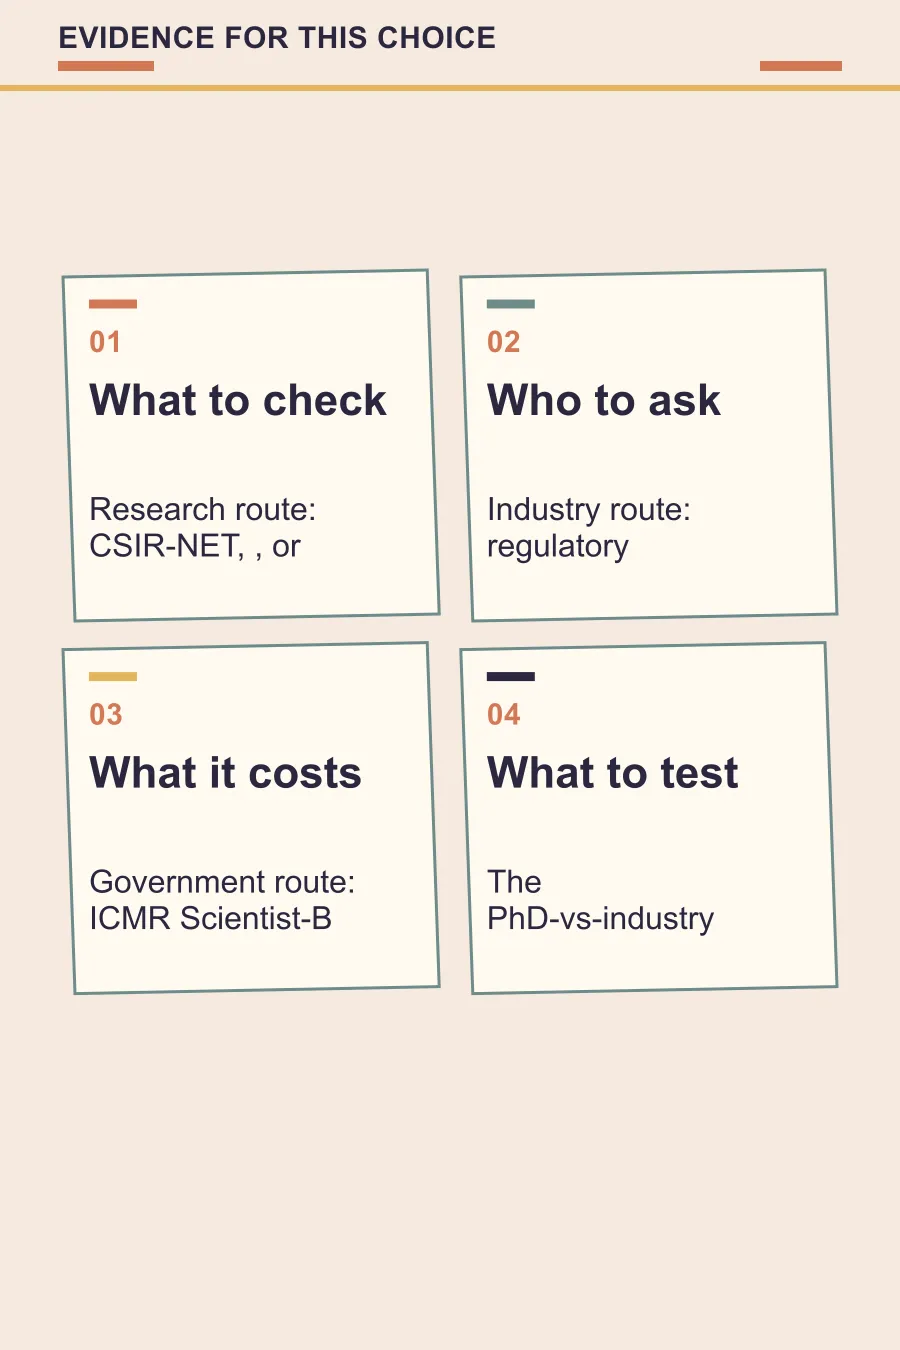 EVIDENCE FOR THIS CHOICE
01
What to check
Research route:
CSIR-NET, , or
02
Who to ask
Industry route:
regulatory
03
What it costs
Government route:
ICMR Scientist-B
04
What to test
The
PhD-vs-industry